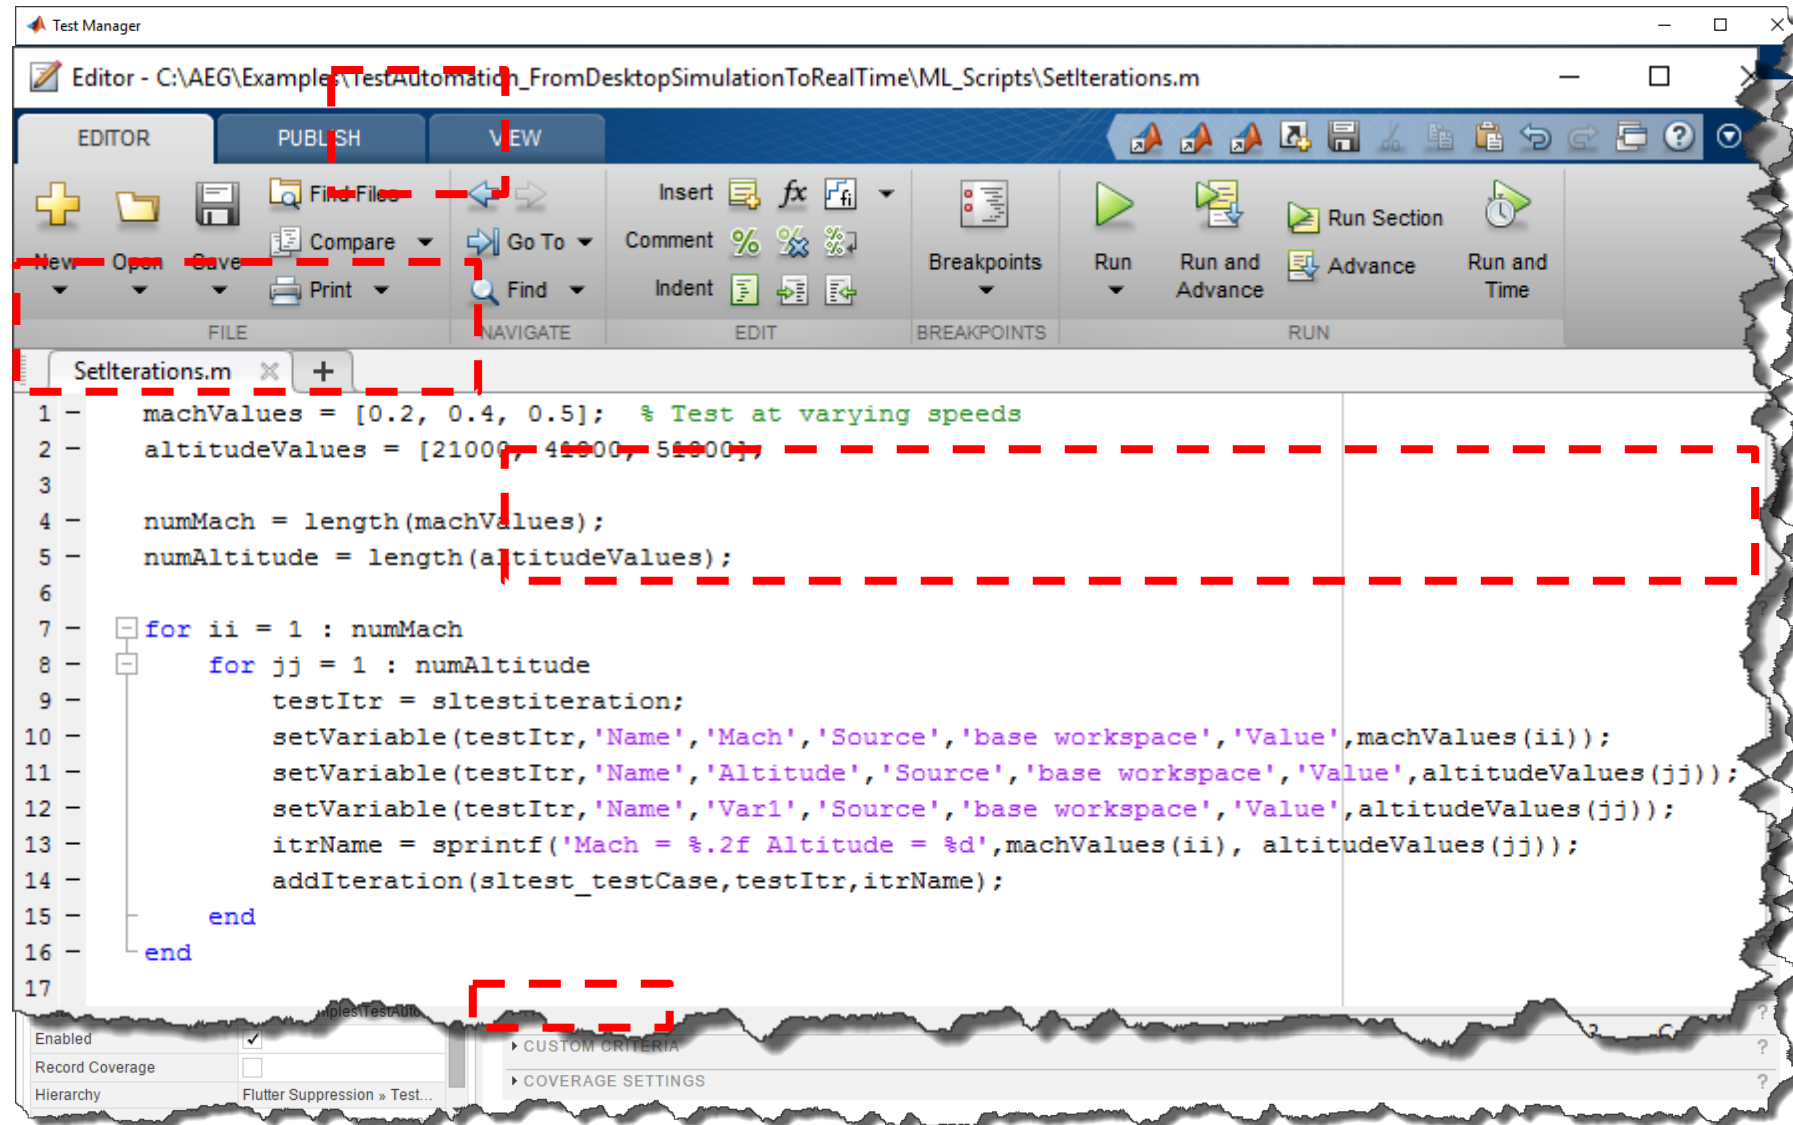 Test Manager
Editor - C:\AEG\Examples\TestAutomation_FromDesktopSimulationToRealTime\ML_Scripts\SetIterations.m
EDITOR PUBLISH VIEW
New Open Save Find Files Compare Print
FILE
Go To Find
NAVIGATE
Insert fx fi
Comment
Indent
EDIT
Breakpoints
BREAKPOINTS
Run Run and Advance Run Section Advance Run and Time
RUN
SetIterations.m
1 machValues = [0.2, 0.4, 0.5]; % Test at varying speeds
2 altitudeValues = [21000, 41000, 51000];
3
4 numMach = length(machValues);
5 numAltitude = length(altitudeValues);
6
7 for ii = 1 : numMach
8 for jj = 1 : numAltitude
9 testItr = sltestiteration;
10 setVariable(testItr,'Name','Mach','Source','base workspace','Value',machValues(ii));
11 setVariable(testItr,'Name','Altitude','Source','base workspace','Value',altitudeValues(jj));
12 setVariable(testItr,'Name','Var1','Source','base workspace','Value',altitudeValues(jj));
13 itrName = sprintf('Mach = %.2f Altitude = %d',machValues(ii), altitudeValues(jj));
14 addIteration(sltest_testCase,testItr,itrName);
15 end
16 end
17
Enabled
CUSTOM CRITERIA ?
Record Coverage
COVERAGE SETTINGS ?
Hierarchy Flutter Suppression » Test...